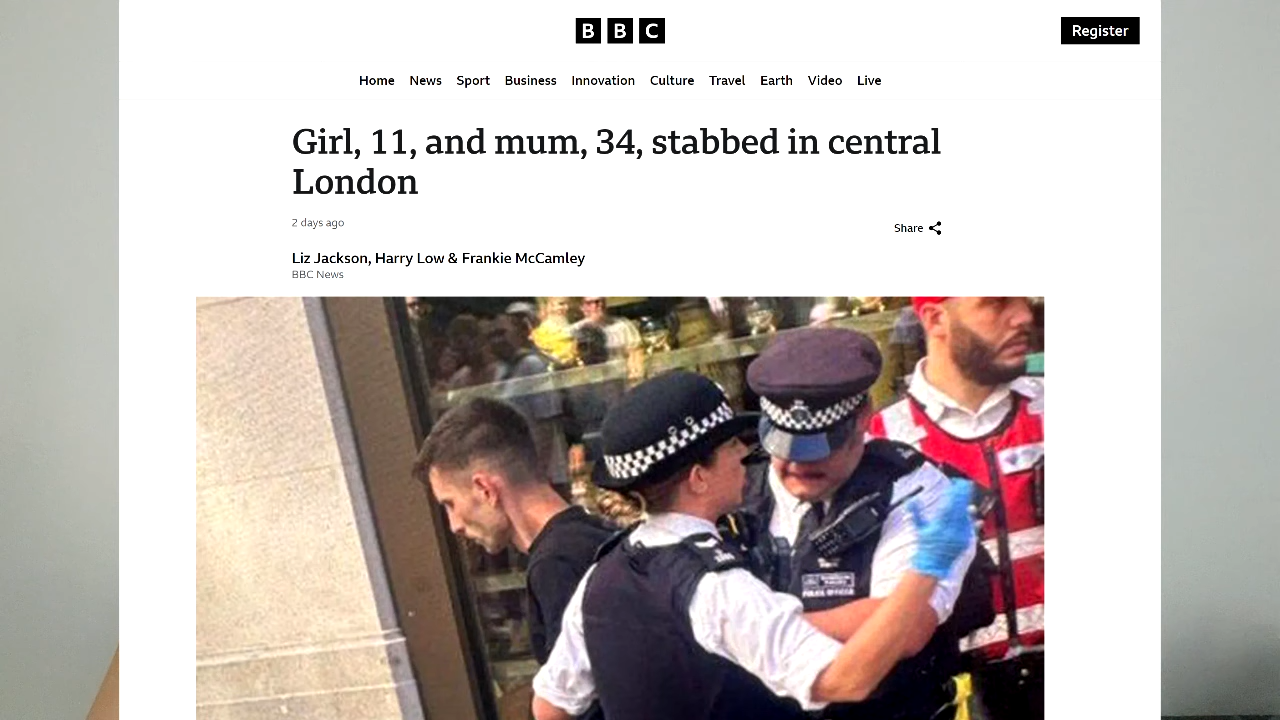 BBC
Register
Home News Sport Business Innovation Culture Travel Earth Video Live
Girl, 11, and mum, 34, stabbed in central
London
2 days ago
Share
Liz Jackson, Harry Low & Frankie McCamley
BBC News